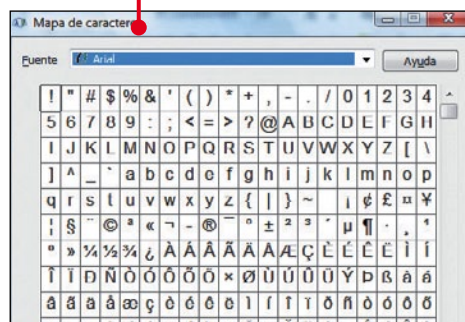 Mapa de caracteres
Fuente Arial Ayuda
! " # $ % & ' ( ) * + , - . / 0 1 2 3 4
5 6 7 8 9 : ; < = > ? @ A B C D E F G H
I J K L M N O P Q R S T U V W X Y Z [ \
] ^ _ ` a b c d e f g h i j k l m n o p
q r s t u v w x y z { | } ~ ¡ ¢ £ ¤ ¥
¦ § ¨ © ª « ¬ - ® ¯ ° ± ² ³ ´ µ ¶ · ¸ ¹
º » ¼ ½ ¾ ¿ À Á Â Ã Ä Å Æ Ç È É Ê Ë Ì Í
Î Ï Ð Ñ Ò Ó Ô Õ Ö × Ø Ù Ú Û Ü Ý Þ ß à á
â ã ä å æ ç è é ê ë ì í î ï ð ñ ò ó ô õ